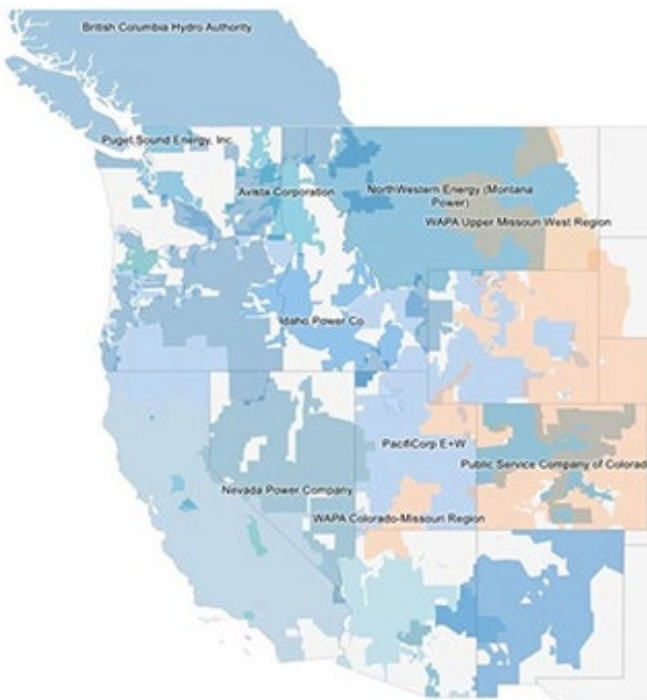 British Columbia Hydro Authority
Puget Sound Energy, Inc.
Avista Corporation
NorthWestern Energy (Montana
Power)
WAPA Upper Missouri West Region
Idaho Power Co
PacifiCorp E+W
Public Service Company of Colorado
Nevada Power Company
WAPA Colorado-Missouri Region